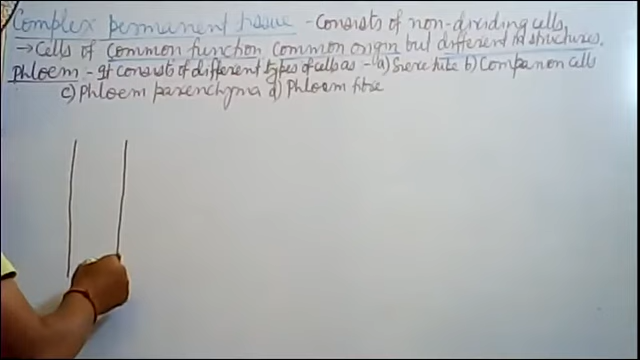 Complex permanent tissue - Consists of non-dividing cells,
→ Cells of common function common origin but different in structures.
Phloem - It consists of different types of cells as - a) Sieve tube b) Companion cells
c) Phloem parenchyma d) Phloem fibre